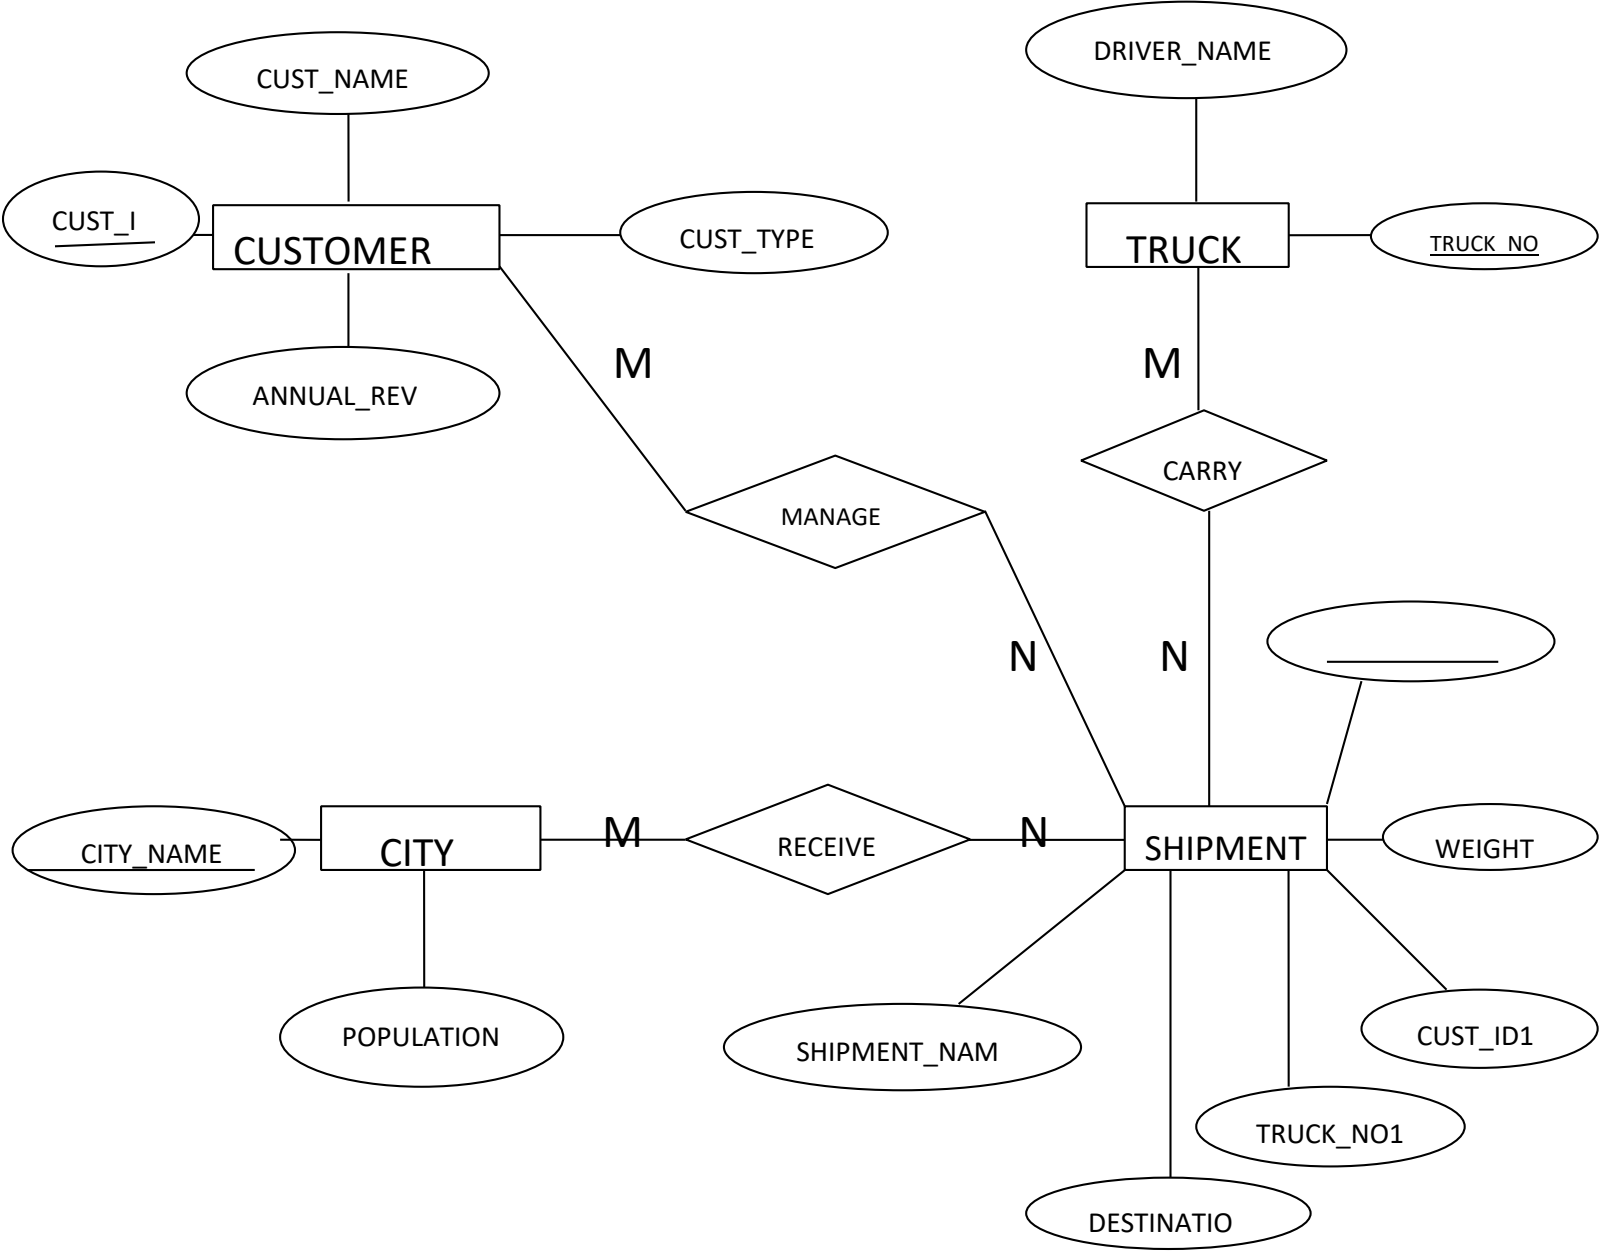 DRIVER_NAME
CUST_NAME
CUST_I
CUSTOMER
CUST_TYPE
TRUCK
TRUCK_NO
ANNUAL_REV
M
M
CARRY
MANAGE
N
N
CITY_NAME
CITY
M
RECEIVE
N
SHIPMENT
WEIGHT
POPULATION
SHIPMENT_NAM
CUST_ID1
TRUCK_NO1
DESTINATIO